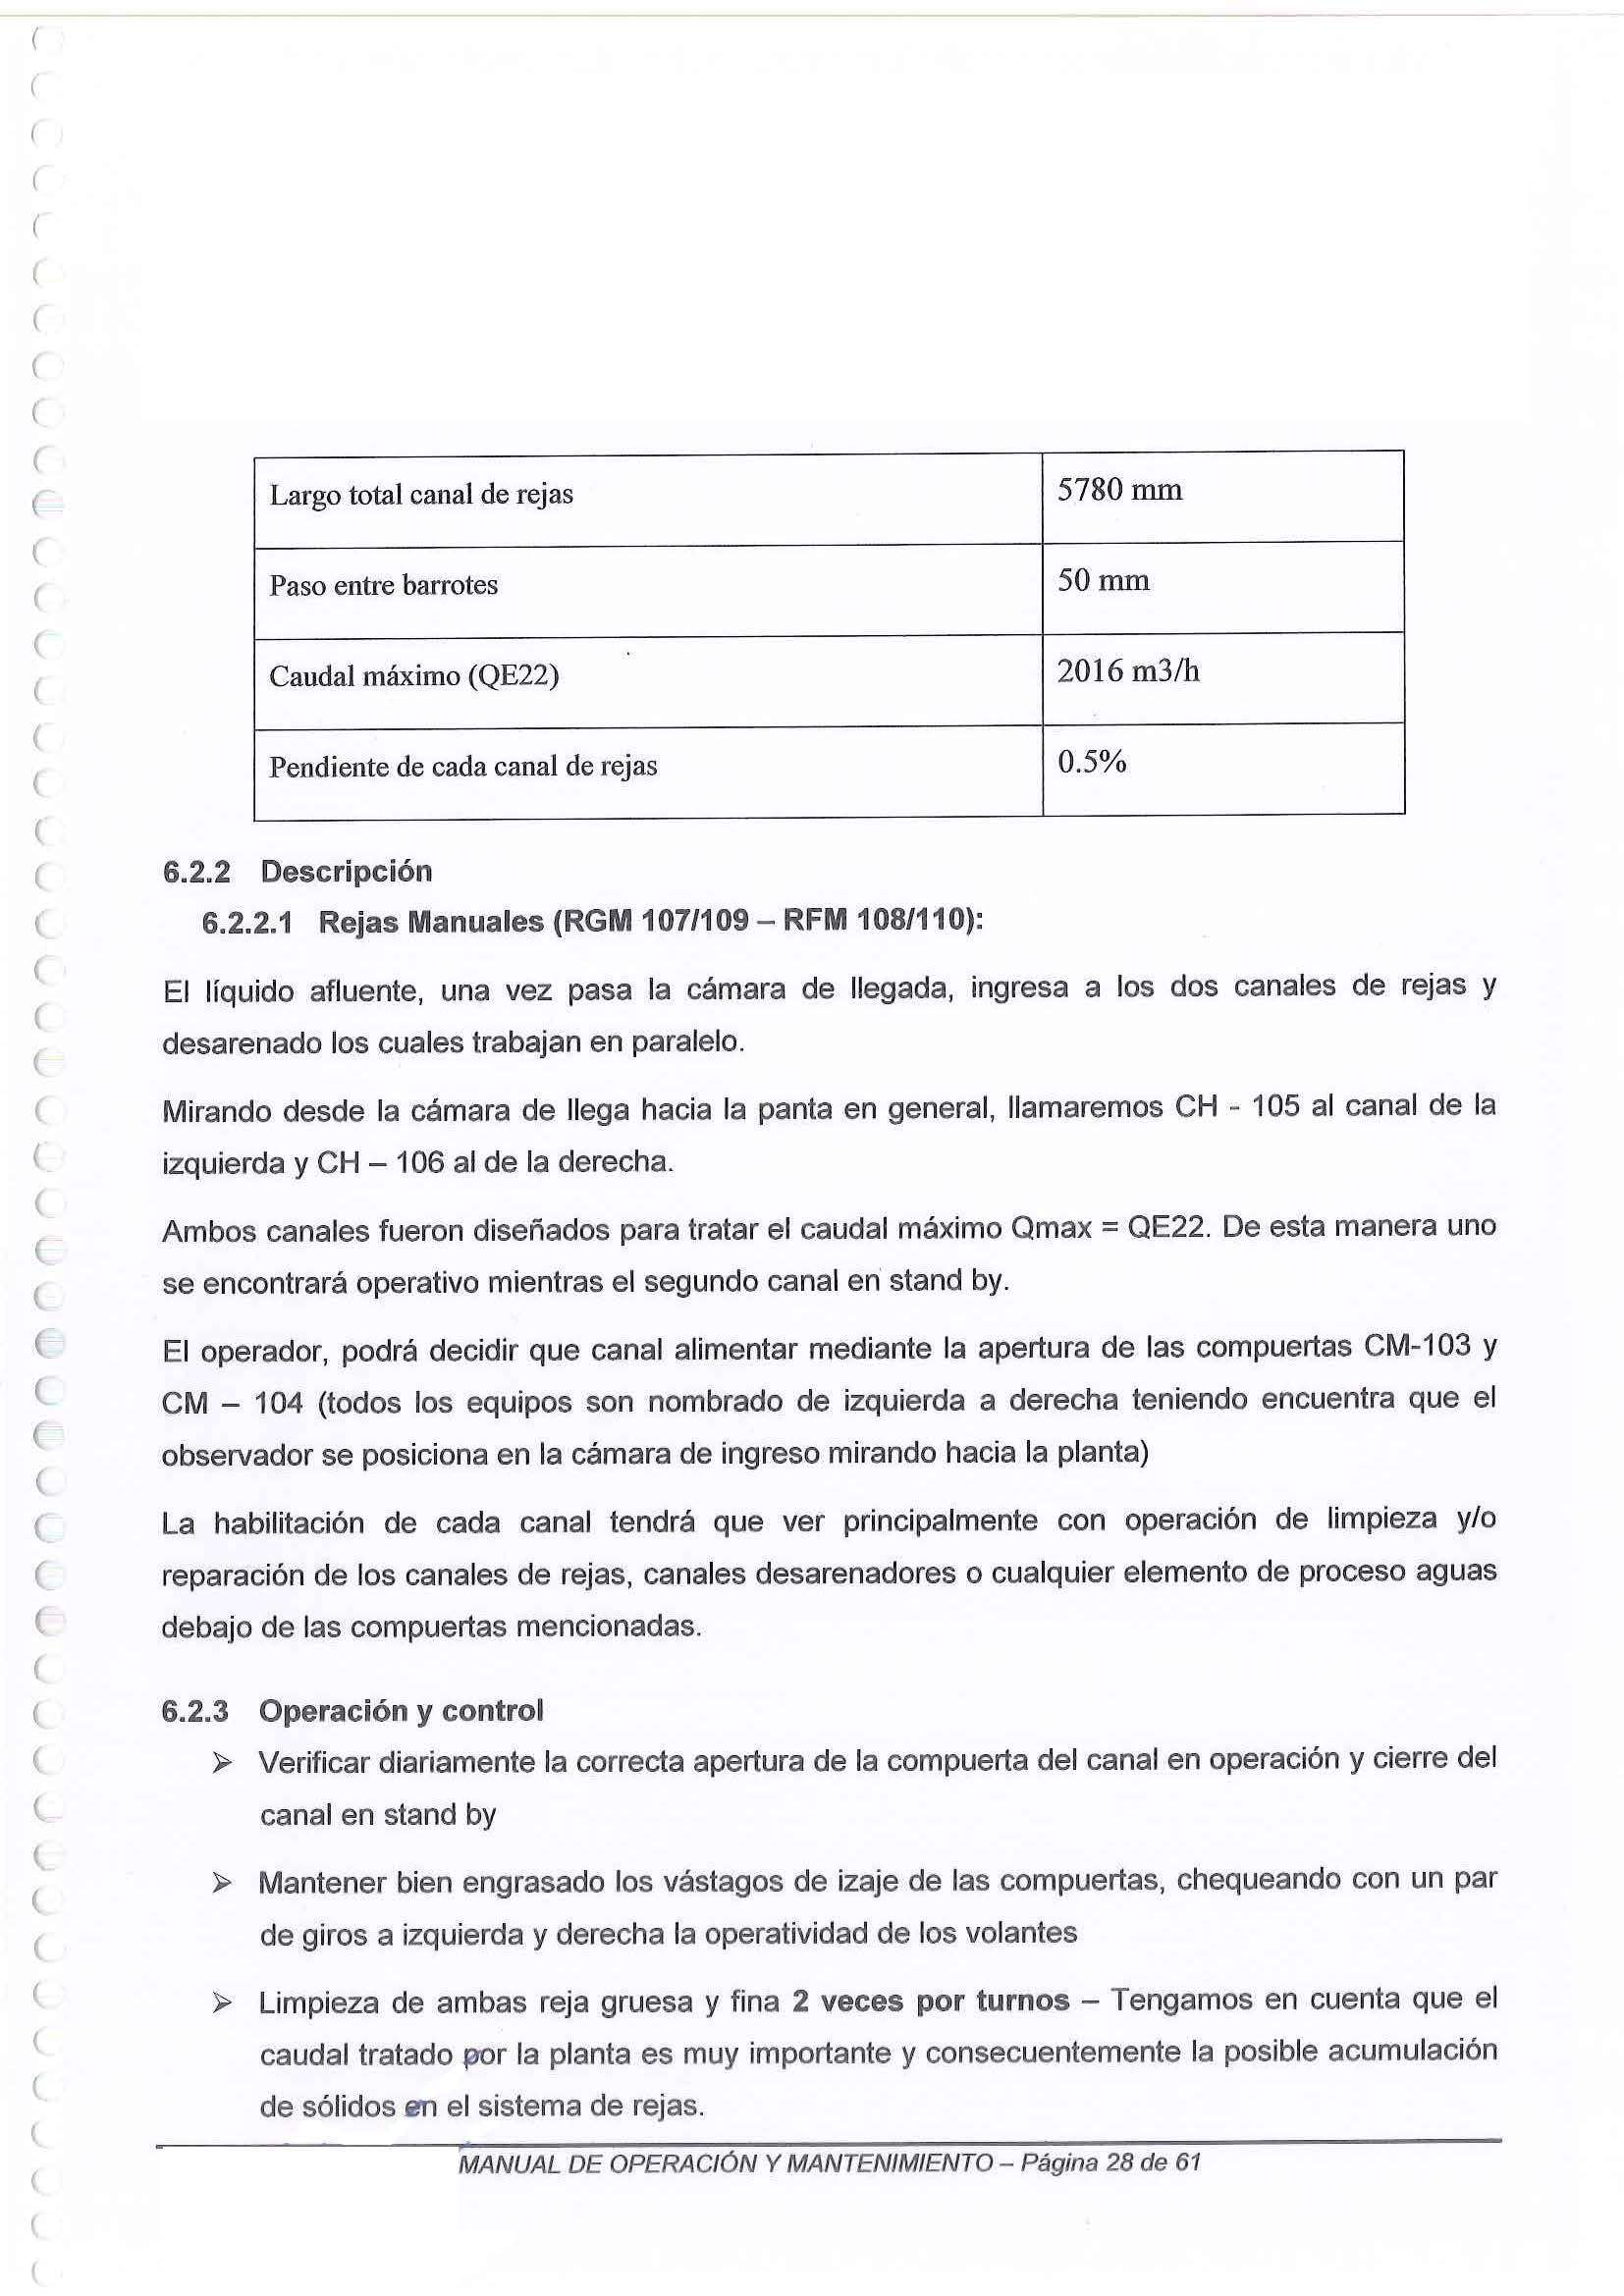 Largo total canal de rejas 5780 mm
Paso entre barrotes 50 mm
Caudal máximo (QE22) 2016 m3/h
Pendiente de cada canal de rejas 0.5%
6.2.2 Descripción
6.2.2.1 Rejas Manuales (RGM 107/109 – RFM 108/110):
El líquido afluente, una vez pasa la cámara de llegada, ingresa a los dos canales de rejas y
desarenado los cuales trabajan en paralelo.
Mirando desde la cámara de llega hacia la panta en general, llamaremos CH - 105 al canal de la
izquierda y CH – 106 al de la derecha.
Ambos canales fueron diseñados para tratar el caudal máximo Qmax = QE22. De esta manera uno
se encontrará operativo mientras el segundo canal en stand by.
El operador, podrá decidir que canal alimentar mediante la apertura de las compuertas CM-103 y
CM – 104 (todos los equipos son nombrado de izquierda a derecha teniendo encuentra que el
observador se posiciona en la cámara de ingreso mirando hacia la planta)
La habilitación de cada canal tendrá que ver principalmente con operación de limpieza y/o
reparación de los canales de rejas, canales desarenadores o cualquier elemento de proceso aguas
debajo de las compuertas mencionadas.
6.2.3 Operación y control
➢ Verificar diariamente la correcta apertura de la compuerta del canal en operación y cierre del
canal en stand by
➢ Mantener bien engrasado los vástagos de izaje de las compuertas, chequeando con un par
de giros a izquierda y derecha la operatividad de los volantes
➢ Limpieza de ambas reja gruesa y fina 2 veces por turnos – Tengamos en cuenta que el
caudal tratado por la planta es muy importante y consecuentemente la posible acumulación
de sólidos en el sistema de rejas.
MANUAL DE OPERACIÓN Y MANTENIMIENTO – Página 28 de 61